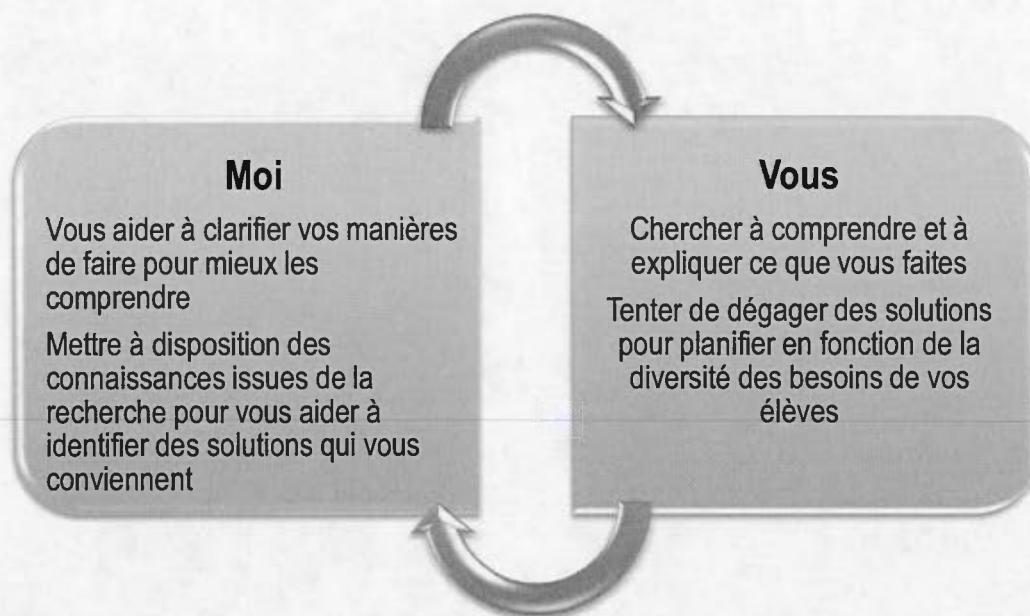 Moi
Vous aider à clarifier vos manières
de faire pour mieux les
comprendre
Mettre à disposition des
connaissances issues de la
recherche pour vous aider à
identifier des solutions qui vous
conviennent
Vous
Chercher à comprendre et à
expliquer ce que vous faites
Tenter de dégager des solutions
pour planifier en fonction de la
diversité des besoins de vos
élèves